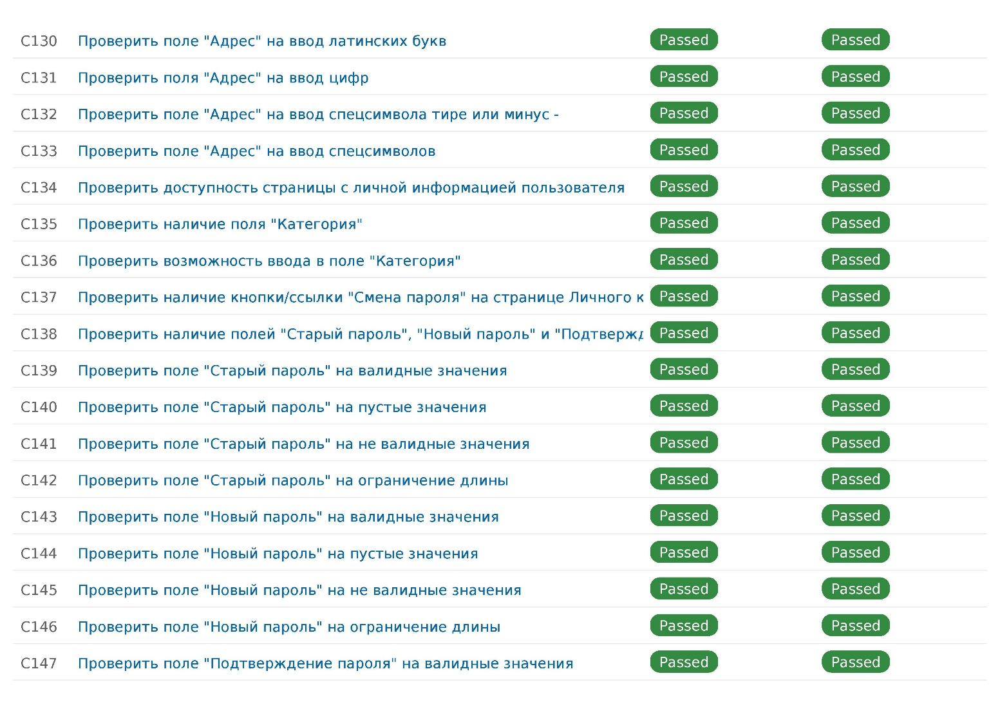 C130 Проверить поле "Адрес" на ввод латинских букв Passed Passed
C131 Проверить поля "Адрес" на ввод цифр Passed Passed
C132 Проверить поле "Адрес" на ввод спецсимвола тире или минус - Passed Passed
C133 Проверить поле "Адрес" на ввод спецсимволов Passed Passed
C134 Проверить доступность страницы с личной информацией пользователя Passed Passed
C135 Проверить наличие поля "Категория" Passed Passed
C136 Проверить возможность ввода в поле "Категория" Passed Passed
C137 Проверить наличие кнопки/ссылки "Смена пароля" на странице Личного к Passed Passed
C138 Проверить наличие полей "Старый пароль", "Новый пароль" и "Подтвержд Passed Passed
C139 Проверить поле "Старый пароль" на валидные значения Passed Passed
C140 Проверить поле "Старый пароль" на пустые значения Passed Passed
C141 Проверить поле "Старый пароль" на не валидные значения Passed Passed
C142 Проверить поле "Старый пароль" на ограничение длины Passed Passed
C143 Проверить поле "Новый пароль" на валидные значения Passed Passed
C144 Проверить поле "Новый пароль" на пустые значения Passed Passed
C145 Проверить поле "Новый пароль" на не валидные значения Passed Passed
C146 Проверить поле "Новый пароль" на ограничение длины Passed Passed
C147 Проверить поле "Подтверждение пароля" на валидные значения Passed Passed